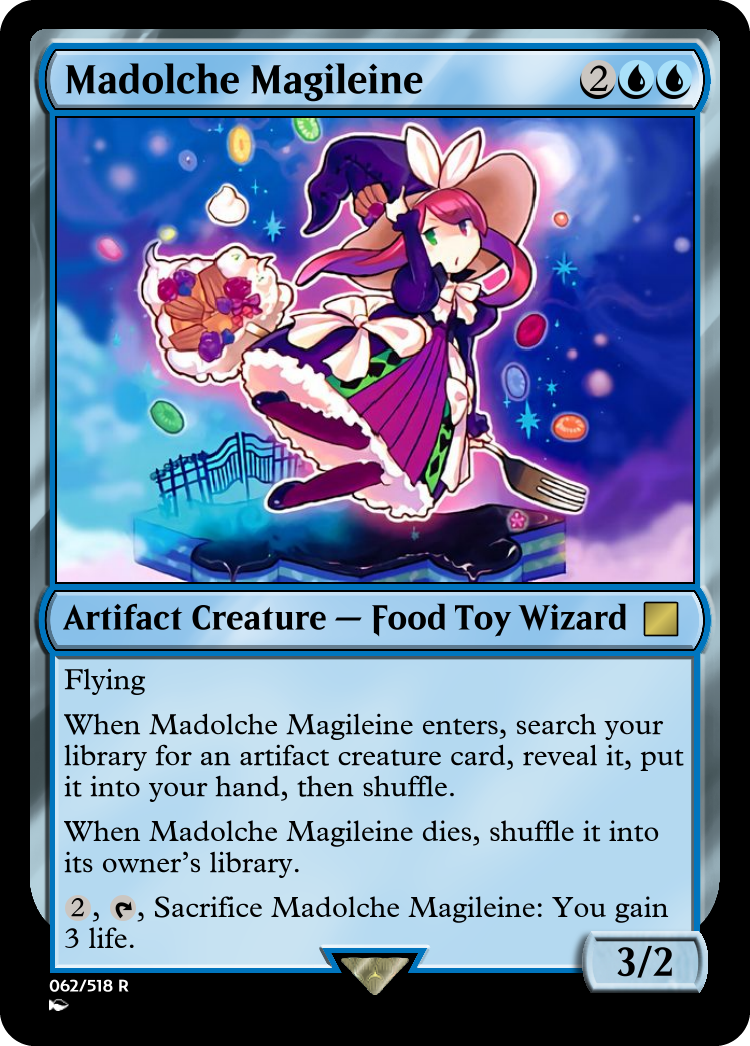 Madolche Magileine 2
Artifact Creature — Food Toy Wizard
Flying
When Madolche Magileine enters, search your
library for an artifact creature card, reveal it, put
it into your hand, then shuffle.
When Madolche Magileine dies, shuffle it into
its owner's library.
2, , Sacrifice Madolche Magileine: You gain
3 life.
3/2
062/518 R